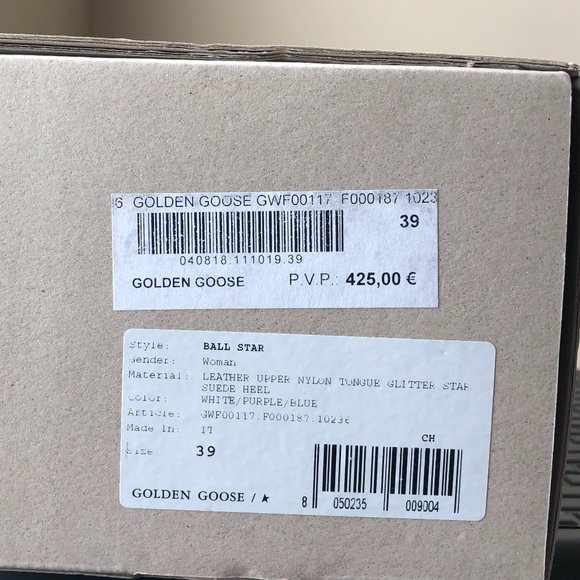 6 GOLDEN GOOSE GWF00117 F000187 1023
39
040818.111019.39
GOLDEN GOOSE P.V.P.: 425,00 €
Style: BALL STAR
Gender: Woman
Material: LEATHER UPPER NYLON TONGUE GLITTER STAR
SUEDE HEEL
Color: WHITE/PURPLE/BLUE
Article: GWF00117.F000187.10236
Made in: IT
Size: 39
CH
GOLDEN GOOSE / ★
8 050235 009004